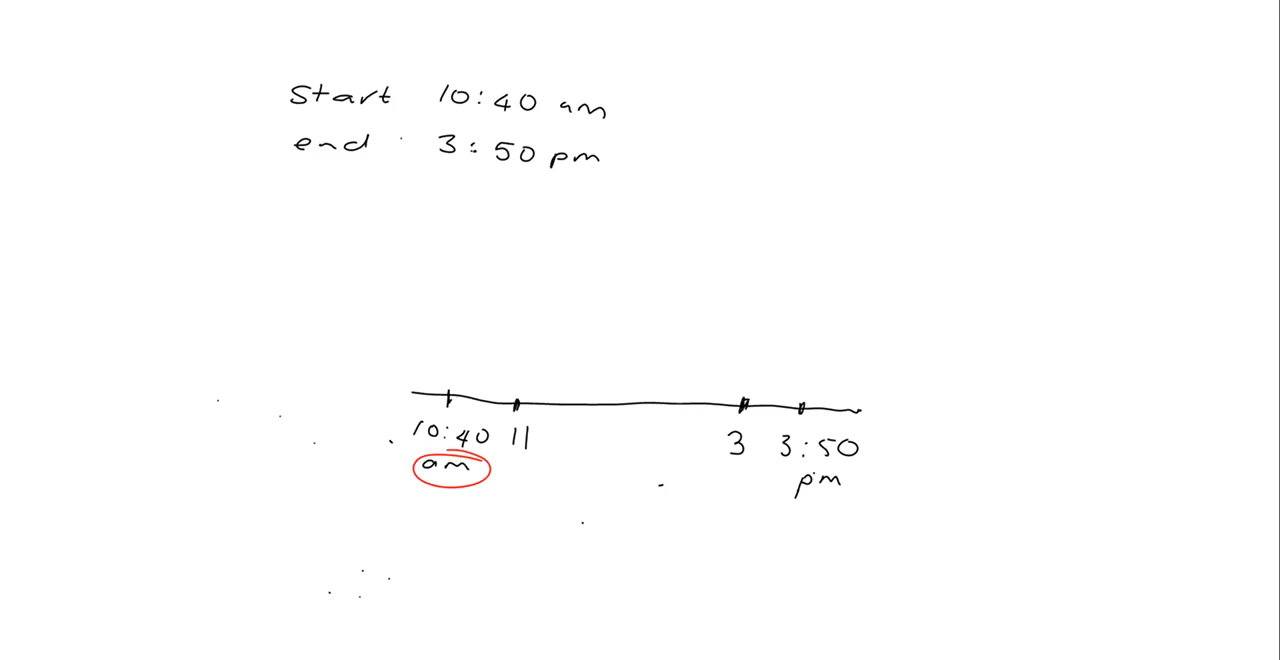 start 10:40 am
end 3:50 pm
10:40 11 3 3:50
am pm